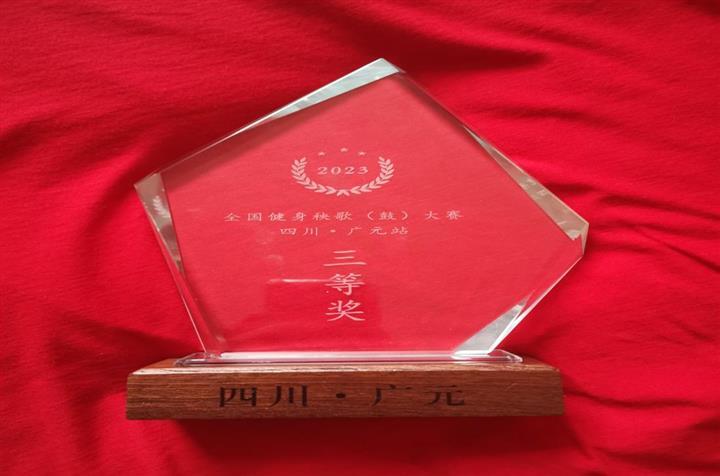 2023
全国健身秧歌（鼓）大赛
四川·广元站
三
等
奖
四川·广元